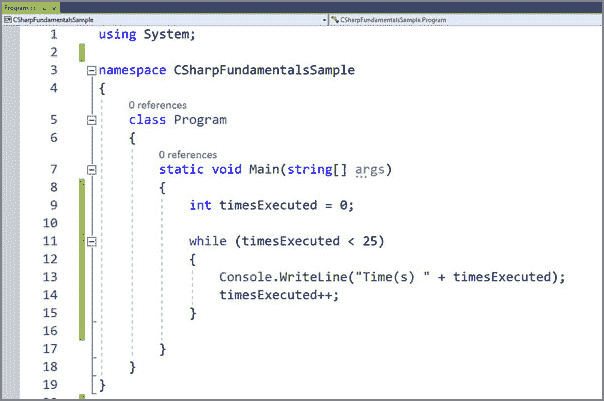 Program.cs
CSharpFundamentalsSample
CSharpFundamentalsSample.Program
1 using System;
2
3 namespace CSharpFundamentalsSample
4 {
0 references
5 class Program
6 {
0 references
7 static void Main(string[] args)
8 {
9 int timesExecuted = 0;
10
11 while (timesExecuted < 25)
12 {
13 Console.WriteLine("Time(s) " + timesExecuted);
14 timesExecuted++;
15 }
16
17 }
18 }
19 }